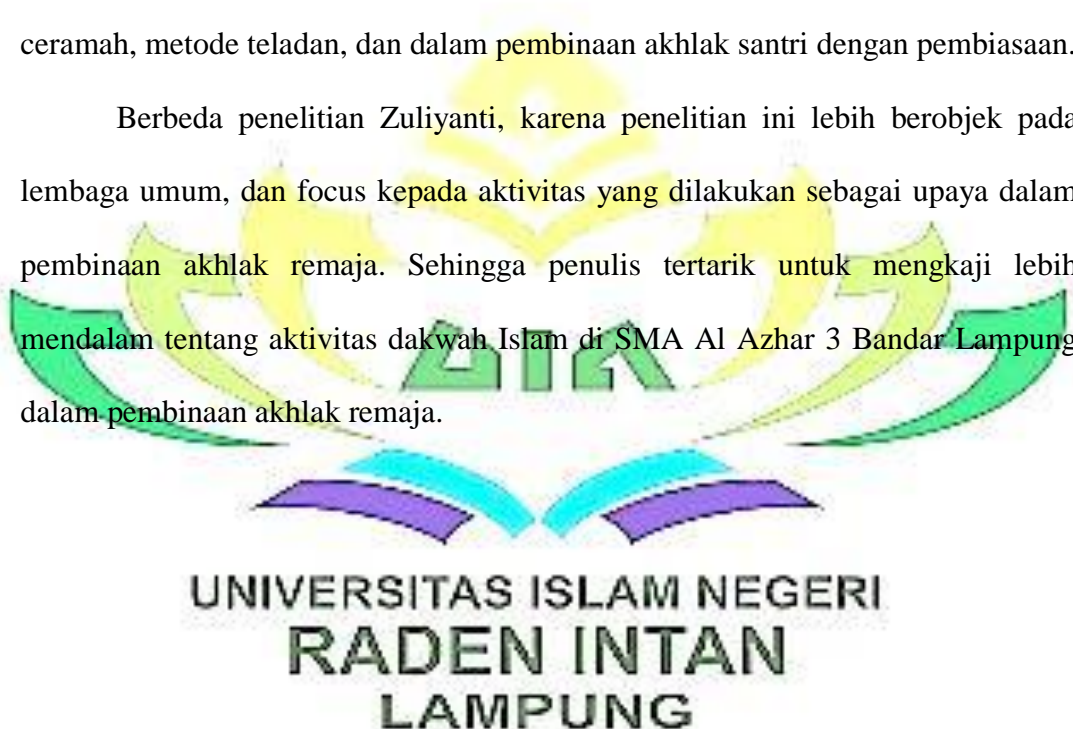 ceramah, metode teladan, dan dalam pembinaan akhlak santri dengan pembiasaan.
Berbeda penelitian Zuliyanti, karena penelitian ini lebih berobjek pada
lembaga umum, dan focus kepada aktivitas yang dilakukan sebagai upaya dalam
pembinaan akhlak remaja. Sehingga penulis tertarik untuk mengkaji lebih
mendalam tentang aktivitas dakwah Islam di SMA Al Azhar 3 Bandar Lampung
dalam pembinaan akhlak remaja.
UNIVERSITAS ISLAM NEGERI
RADEN INTAN
LAMPUNG